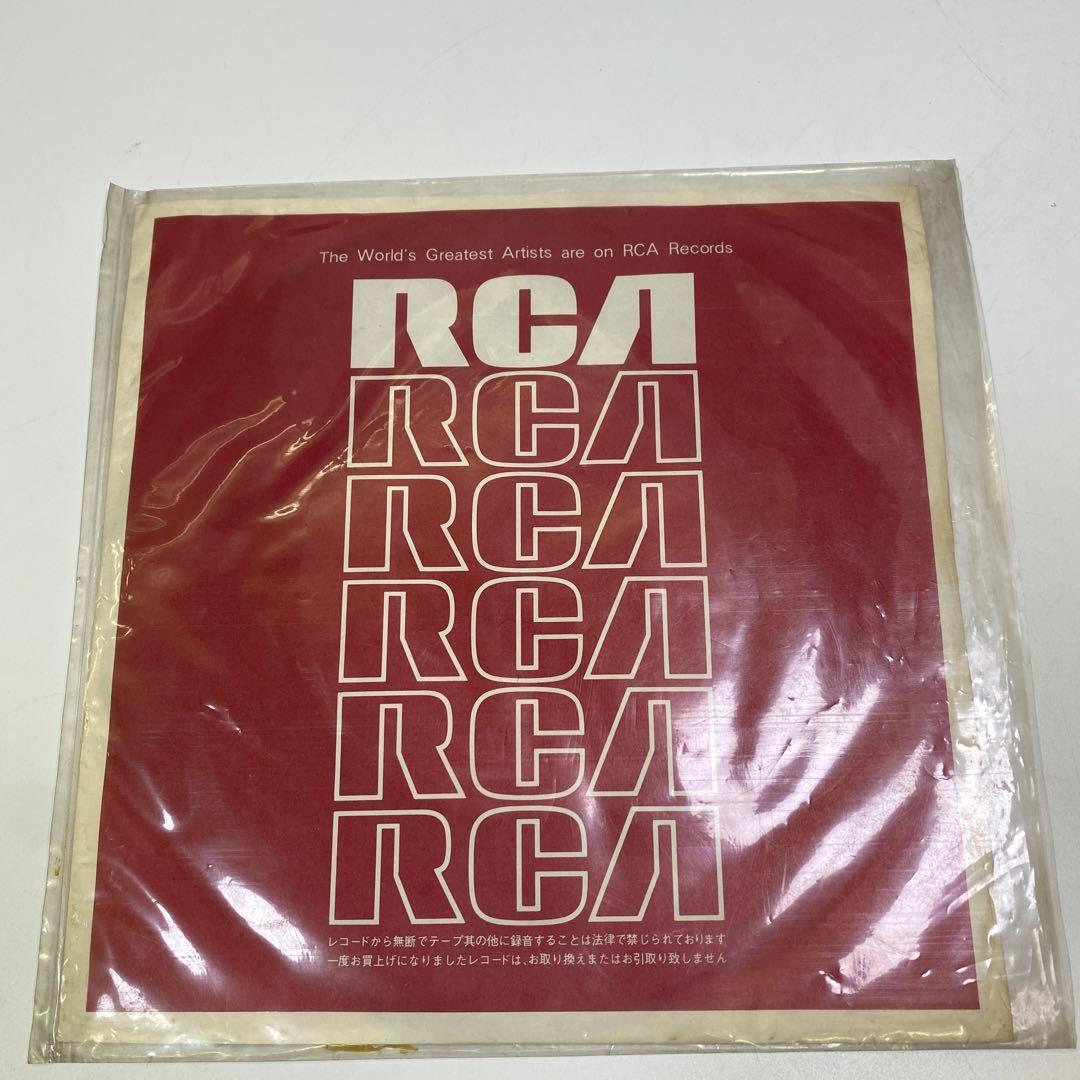 The World's Greatest Artists are on RCA Records
RCA
RCA
RCA
RCA
RCA
RCA
レコードから無断でテープ其の他に録音することは法律で禁じられております
一度お買上げになりましたレコードは、お取り換えまたはお引取り致しません